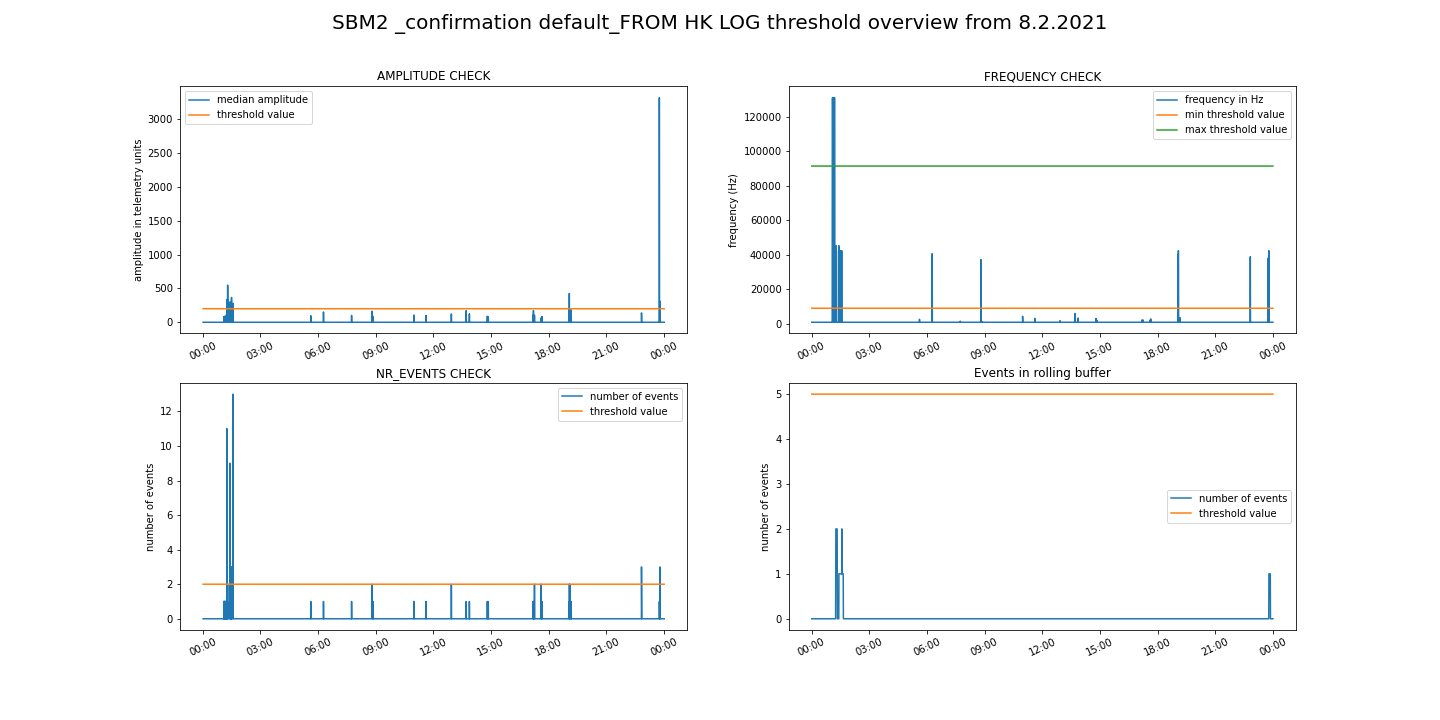 SBM2 _confirmation default_FROM HK LOG threshold overview from 8.2.2021
AMPLITUDE CHECK
median amplitude
threshold value
amplitude in telemetry units
3000
2500
2000
1500
1000
500
0
00:00 03:00 06:00 09:00 12:00 15:00 18:00 21:00 00:00
FREQUENCY CHECK
frequency in Hz
min threshold value
max threshold value
frequency (Hz)
120000
100000
80000
60000
40000
20000
0
00:00 03:00 06:00 09:00 12:00 15:00 18:00 21:00 00:00
NR_EVENTS CHECK
number of events
threshold value
number of events
12
10
8
6
4
2
0
00:00 03:00 06:00 09:00 12:00 15:00 18:00 21:00 00:00
Events in rolling buffer
number of events
threshold value
number of events
5
4
3
2
1
0
00:00 03:00 06:00 09:00 12:00 15:00 18:00 21:00 00:00